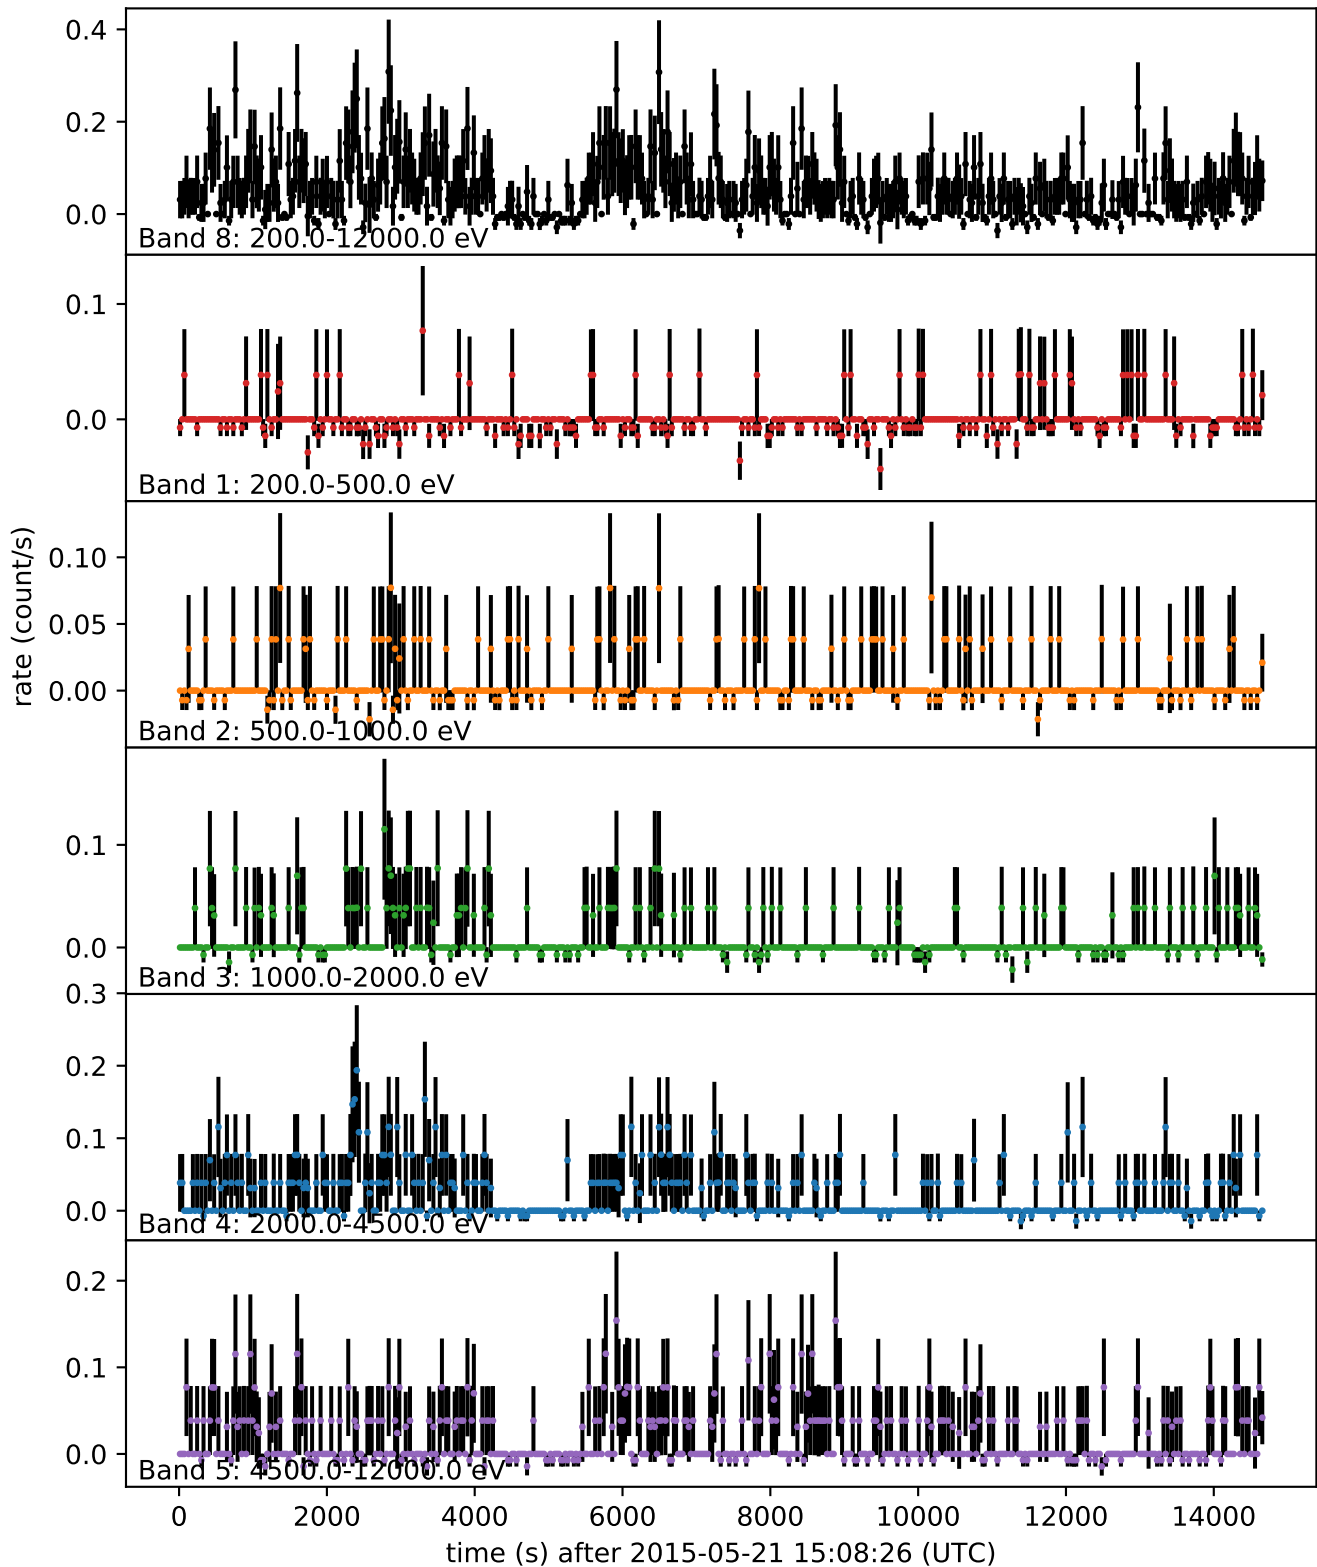 0.4
0.2
0.0
Band 8: 200.0-12000.0 eV
0.1
0.0
Band 1: 200.0-500.0 eV
rate (count/s)
0.10
0.05
0.00
Band 2: 500.0-1000.0 eV
0.1
0.0
Band 3: 1000.0-2000.0 eV
0.3
0.2
0.1
0.0
Band 4: 2000.0-4500.0 eV
0.2
0.1
0.0
Band 5: 4500.0-12000.0 eV
0 2000 4000 6000 8000 10000 12000 14000
time (s) after 2015-05-21 15:08:26 (UTC)